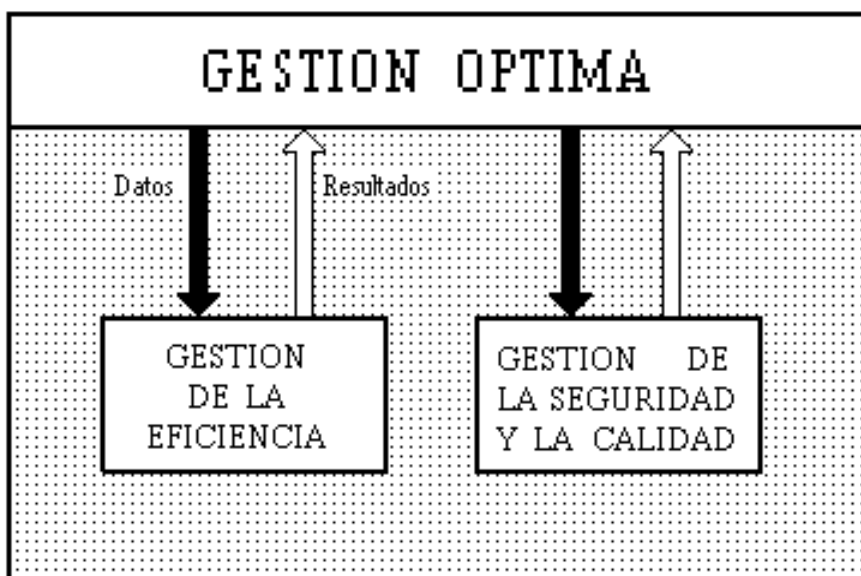 GESTION OPTIMA
Datos
Resultados
GESTION
DE LA
EFICIENCIA
GESTION DE
LA SEGURIDAD
Y LA CALIDAD